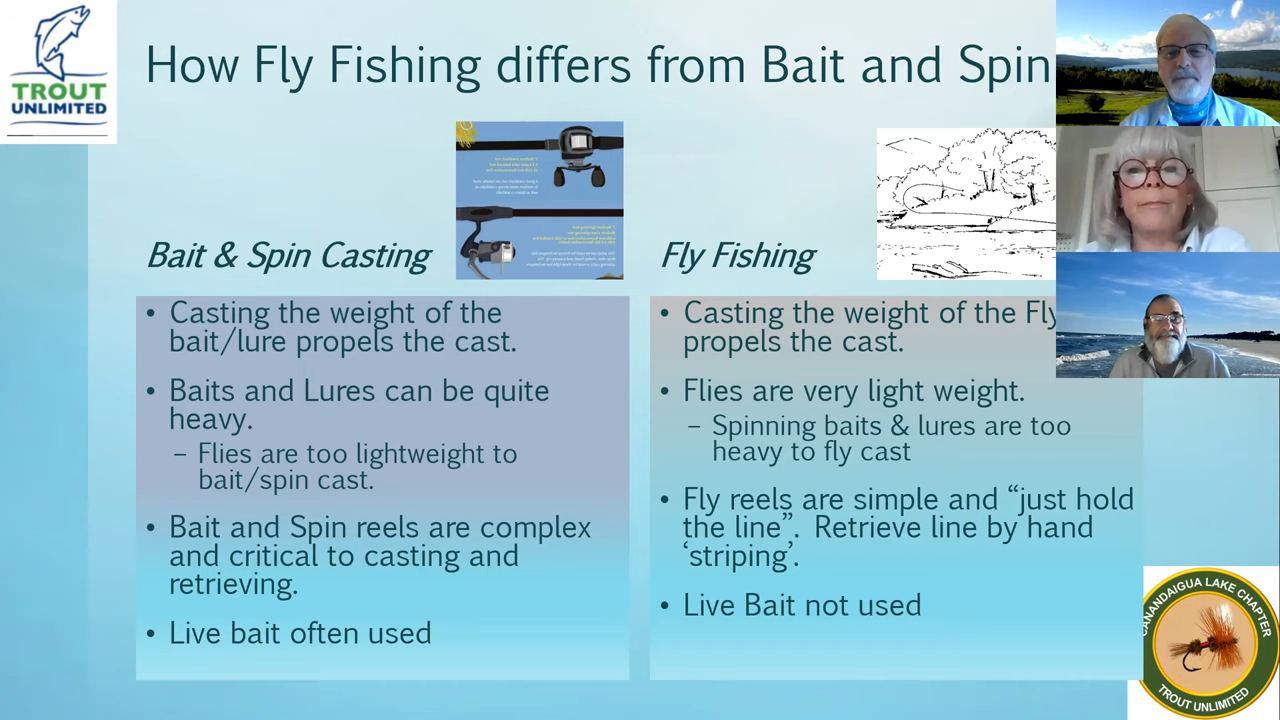 TROUT
UNLIMITED
How Fly Fishing differs from Bait and Spin
Bait & Spin Casting
Fly Fishing
• Casting the weight of the
bait/lure propels the cast.
• Baits and Lures can be quite
heavy.
– Flies are too lightweight to
bait/spin cast.
• Bait and Spin reels are complex
and critical to casting and
retrieving.
• Live bait often used
• Casting the weight of the Fly
propels the cast.
• Flies are very light weight.
– Spinning baits & lures are too
heavy to fly cast
• Fly reels are simple and “just hold
the line”.  Retrieve line by hand
‘striping’.
• Live Bait not used
CANANDAIGUA LAKE CHAPTER
TROUT UNLIMITED